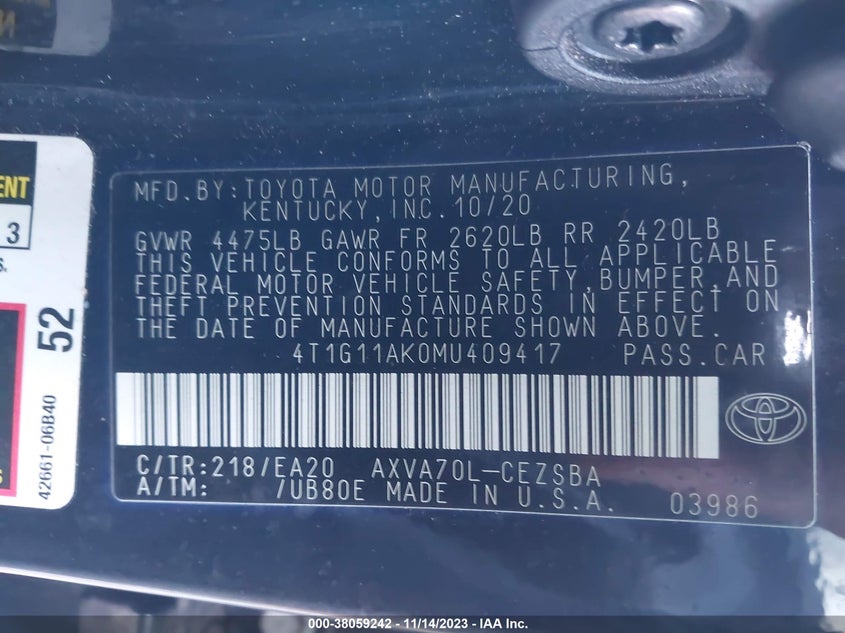 MFD.BY:TOYOTA MOTOR MANUFACTURING,
KENTUCKY,INC.10/20
GVWR 4475LB GAWR FR 2620LB RR 2420LB
THIS VEHICLE CONFORMS TO ALL APPLICABLE
FEDERAL MOTOR VEHICLE SAFETY,BUMPER,AND
THEFT PREVENTION STANDARDS IN EFFECT ON
THE DATE OF MANUFACTURE SHOWN ABOVE.
4T1G11AK0MU409417 PASS.CAR
C/TR:218/EA20 AXVA70L-CEZSBA
A/TM: 7UB80E MADE IN U.S.A. 03986
3
52
42661-06B40
000-38059242 - 11/14/2023 - IAA Inc.